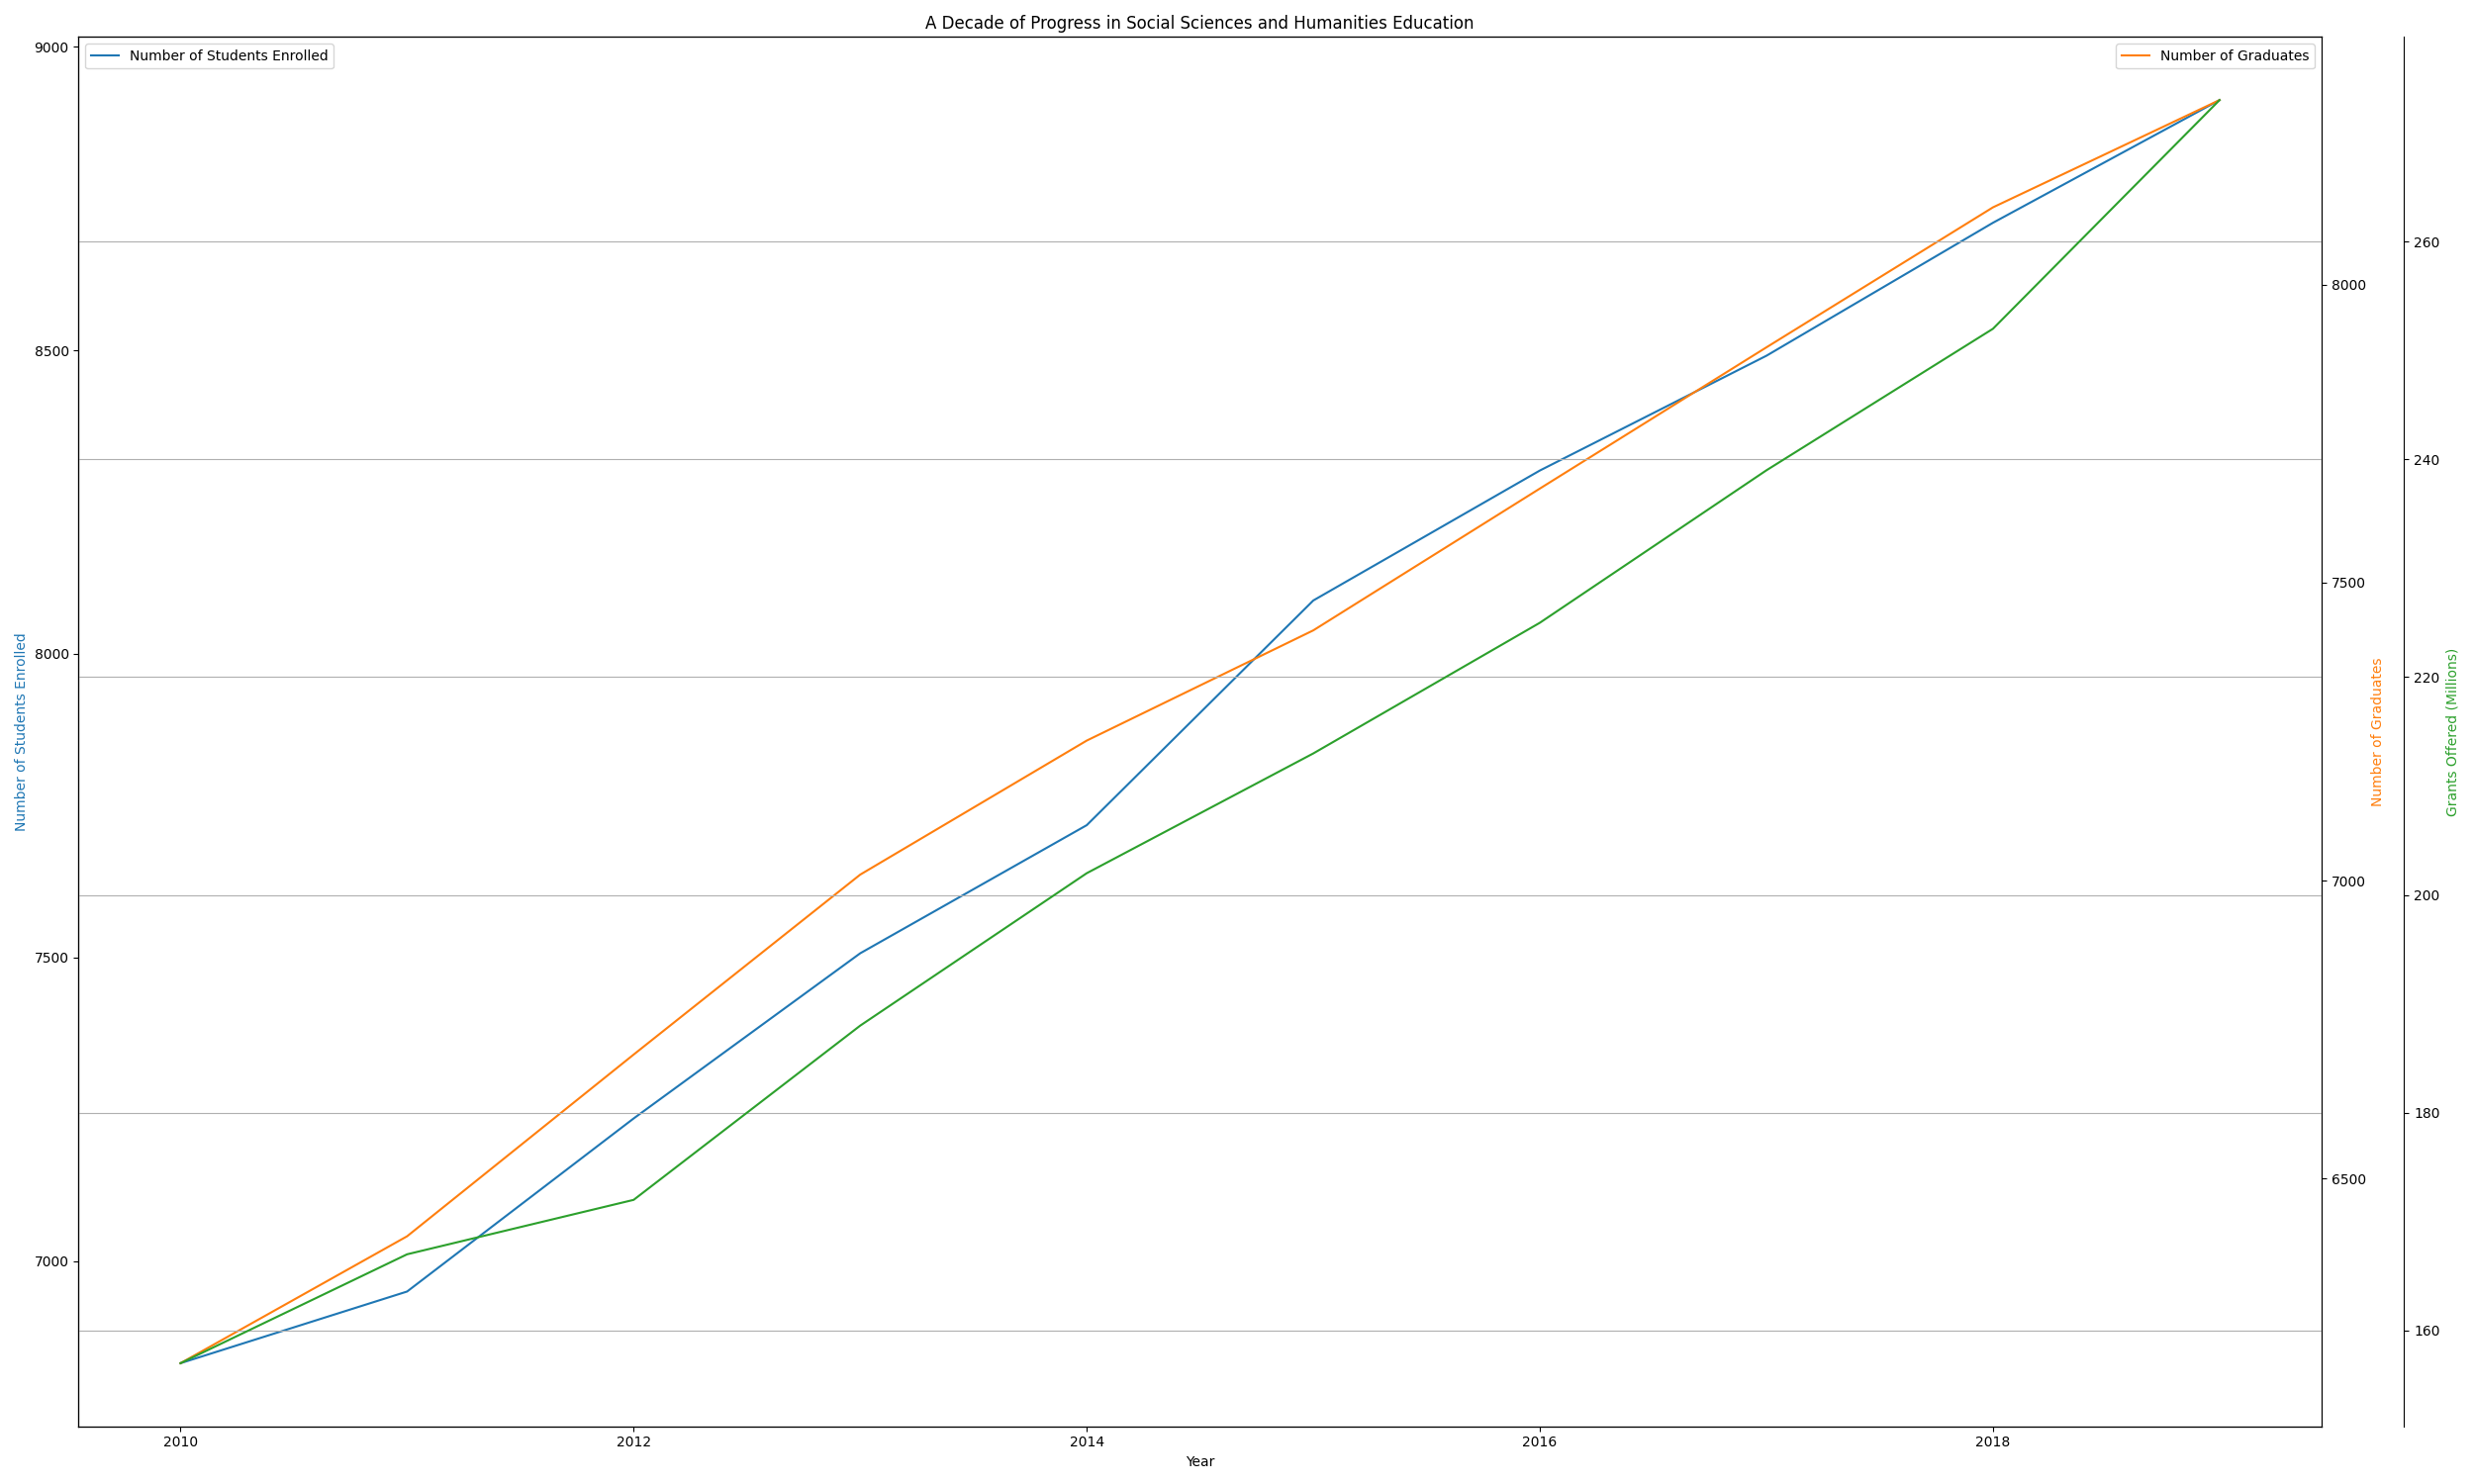 A Decade of Progress in Social Sciences and Humanities Education
Number of Students Enrolled
Number of Graduates
9000
8500
8000
7500
7000
Number of Students Enrolled
8000
7500
7000
6500
Number of Graduates
260
240
220
200
180
160
Grants Offered (Millions)
2010
2012
2014
2016
2018
Year